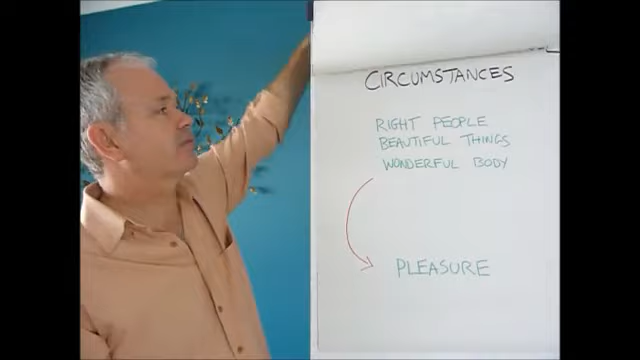 CIRCUMSTANCES
RIGHT PEOPLE
BEAUTIFUL THINGS
WONDERFUL BODY
PLEASURE